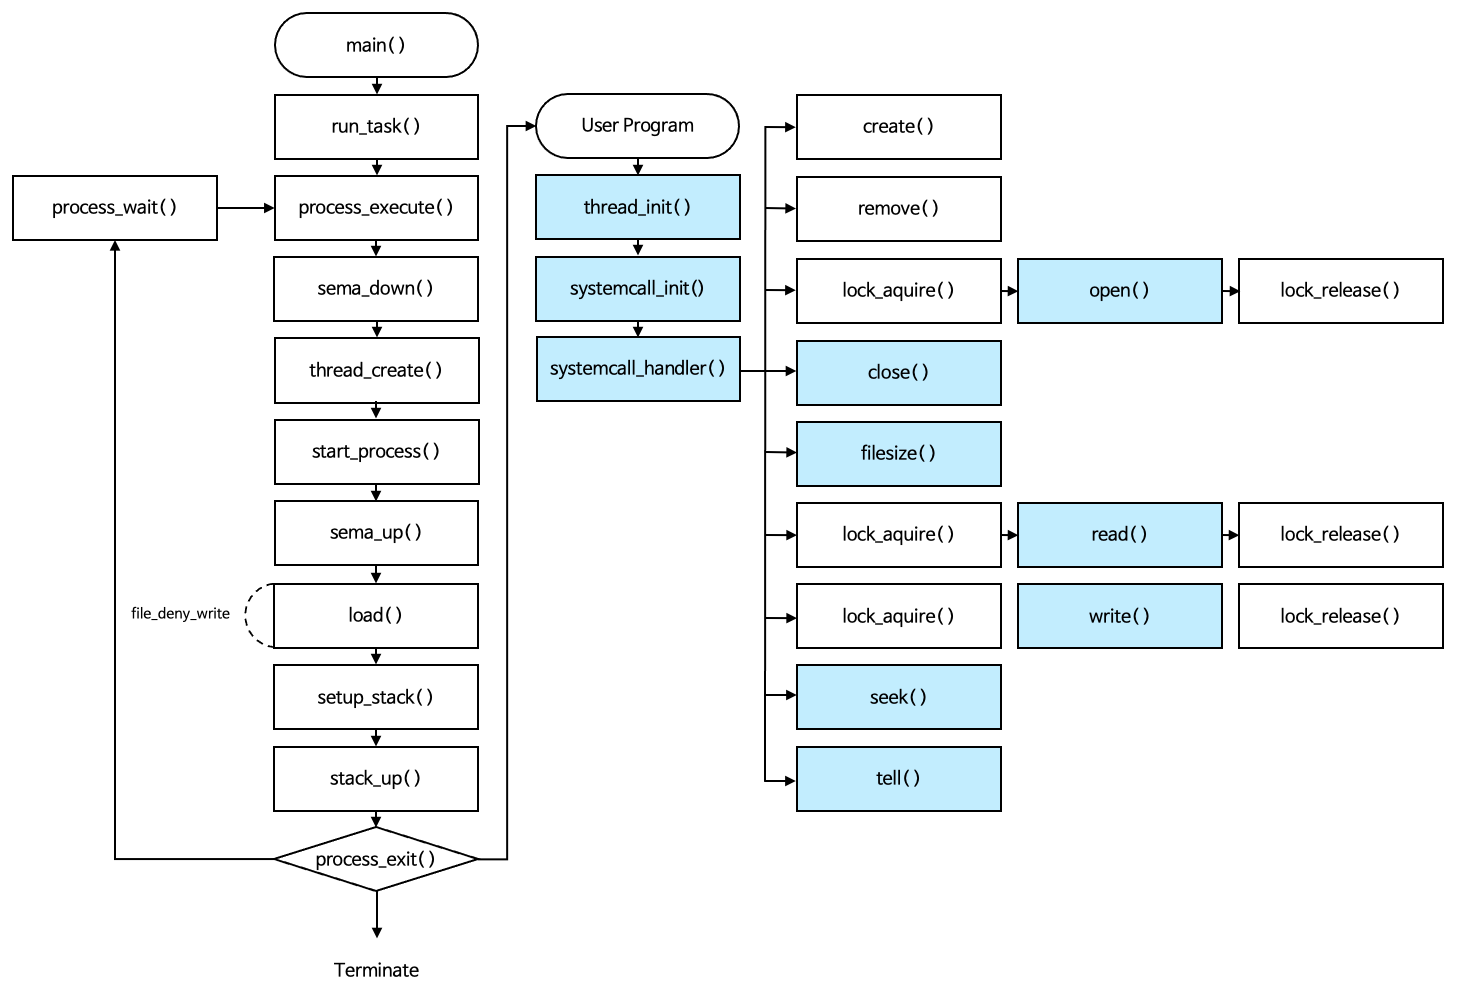 main()
run_task()
process_wait()
process_execute()
sema_down()
thread_create()
start_process()
sema_up()
file_deny_write
load()
setup_stack()
stack_up()
process_exit()
Terminate
User Program
thread_init()
systemcall_init()
systemcall_handler()
create()
remove()
lock_aquire()
open()
lock_release()
close()
filesize()
lock_aquire()
read()
lock_release()
lock_aquire()
write()
lock_release()
seek()
tell()